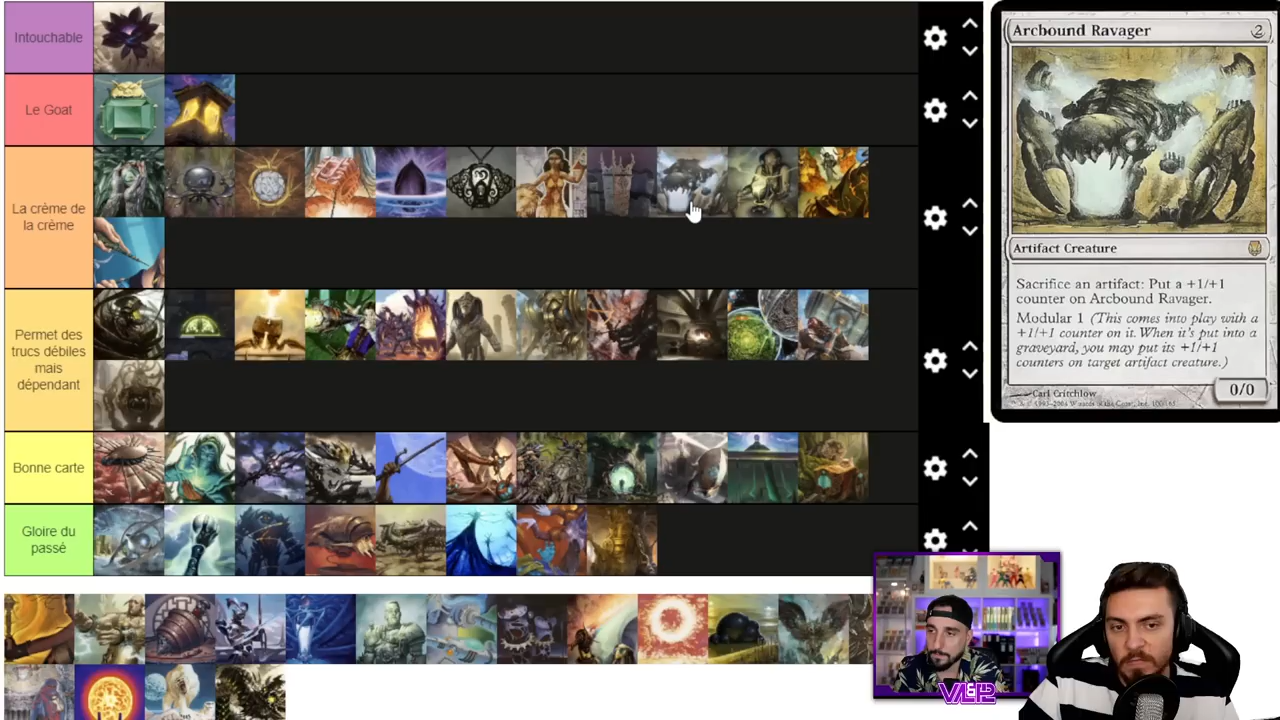 Intouchable
Le Goat
La crème de
la crème
Permet des
trucs débiles
mais
dépendant
Bonne carte
Gloire du
passé
Arcbound Ravager
2
Artifact Creature
Sacrifice an artifact: Put a +1/+1
counter on Arcbound Ravager.
Modular 1 (This comes into play with a
+1/+1 counter on it. When it's put into a
graveyard, you may put its +1/+1
counters on target artifact creature.)
Carl Critchlow
0/0